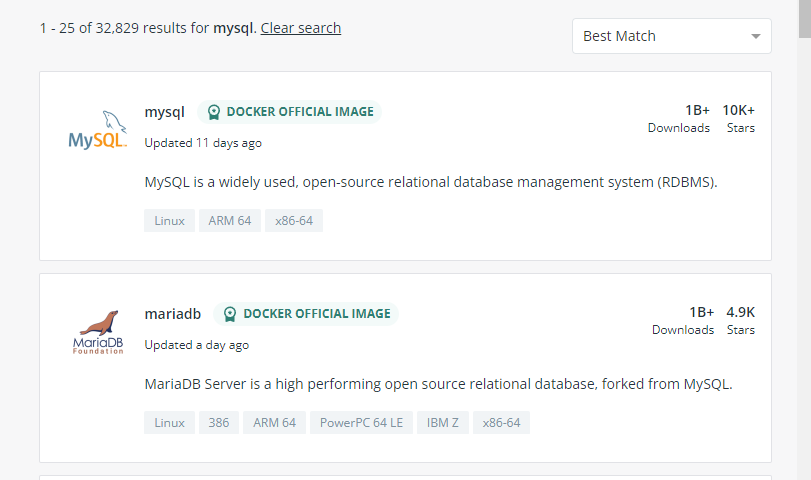 1 - 25 of 32,829 results for mysql. Clear search
Best Match
MySQL
mysql DOCKER OFFICIAL IMAGE
1B+ 10K+
Downloads Stars
Updated 11 days ago
MySQL is a widely used, open-source relational database management system (RDBMS).
Linux ARM 64 x86-64
MariaDB
Foundation
mariadb DOCKER OFFICIAL IMAGE
1B+ 4.9K
Downloads Stars
Updated a day ago
MariaDB Server is a high performing open source relational database, forked from MySQL.
Linux 386 ARM 64 PowerPC 64 LE IBM Z x86-64